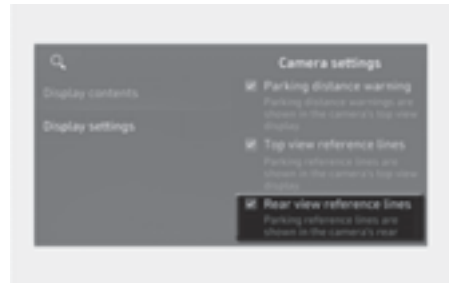 Camera settings
Display contents
Display settings
Parking distance warning
Parking distance warnings are
shown in the camera's top view
display
Top view reference lines
Parking reference lines are
shown in the camera's top view
display
Rear view reference lines
Parking reference lines are
shown in the camera's rear